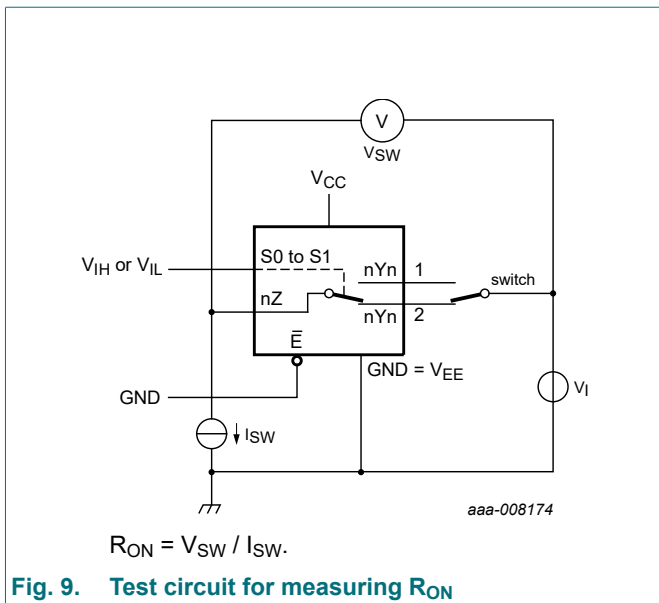 V
VSW
VCC
VIH or VIL
S0 to S1
nYn
1
switch
nZ
nYn
2
E̅
GND = VEE
GND
VI
ISW
aaa-008174
RON = VSW / ISW.
Fig. 9. Test circuit for measuring RON